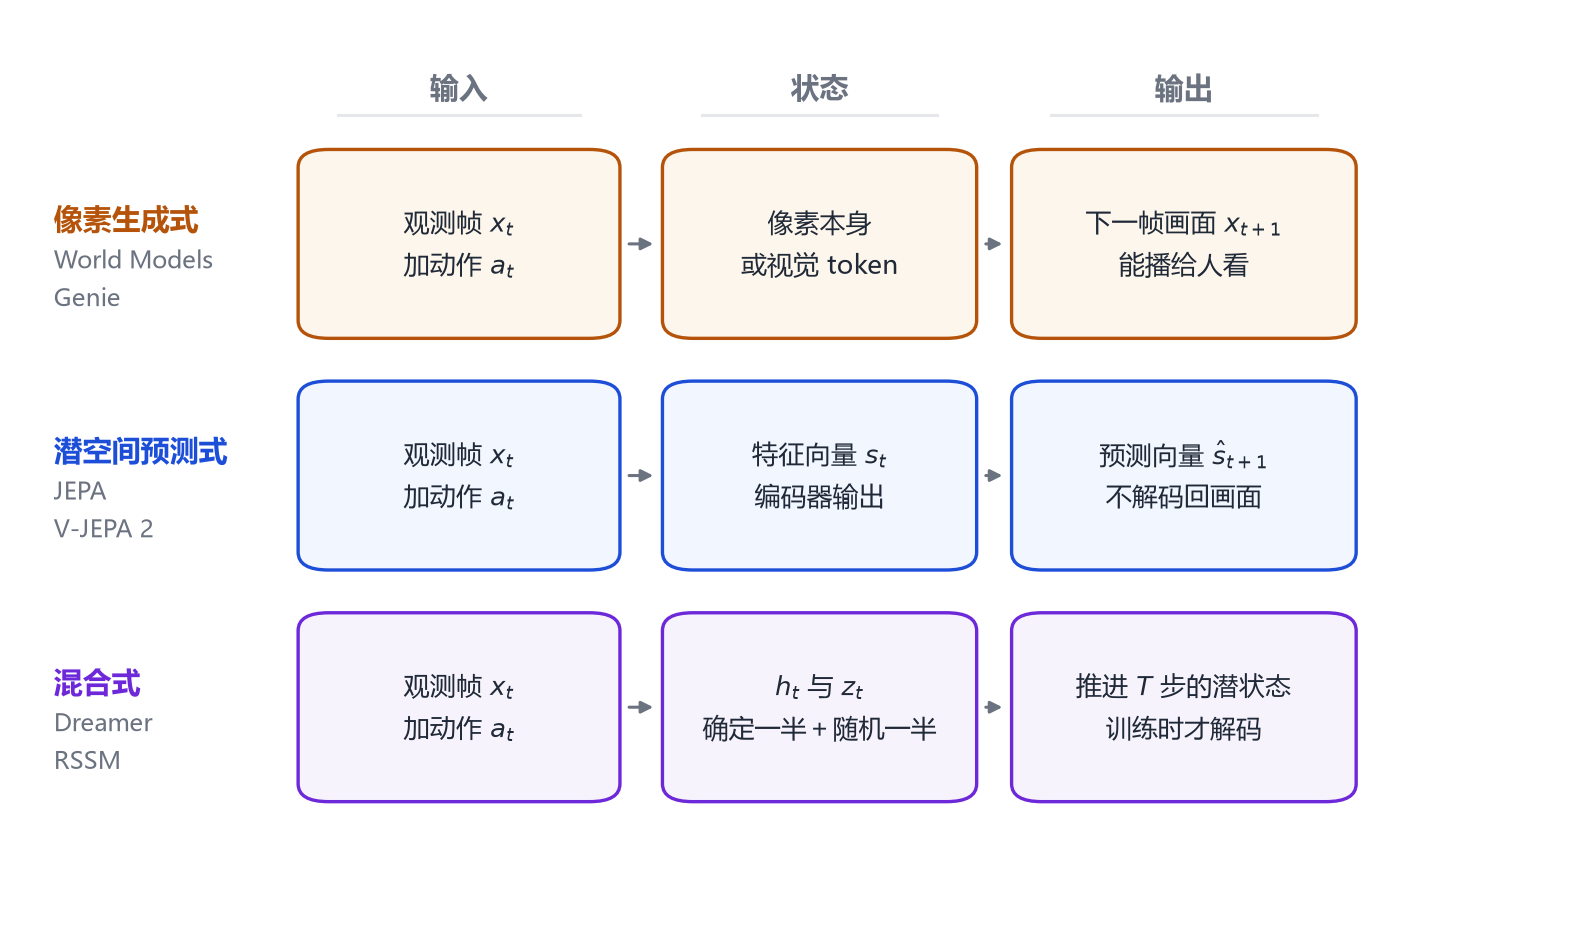 输入
状态
输出
像素生成式
World Models
Genie
观测帧 xₜ
加动作 aₜ
像素本身
或视觉 token
下一帧画面 xₜ₊₁
能播给人看
潜空间预测式
JEPA
V-JEPA 2
观测帧 xₜ
加动作 aₜ
特征向量 sₜ
编码器输出
预测向量 ŝₜ₊₁
不解码回画面
混合式
Dreamer
RSSM
观测帧 xₜ
加动作 aₜ
hₜ 与 zₜ
确定一半 + 随机一半
推进 T 步的潜状态
训练时才解码